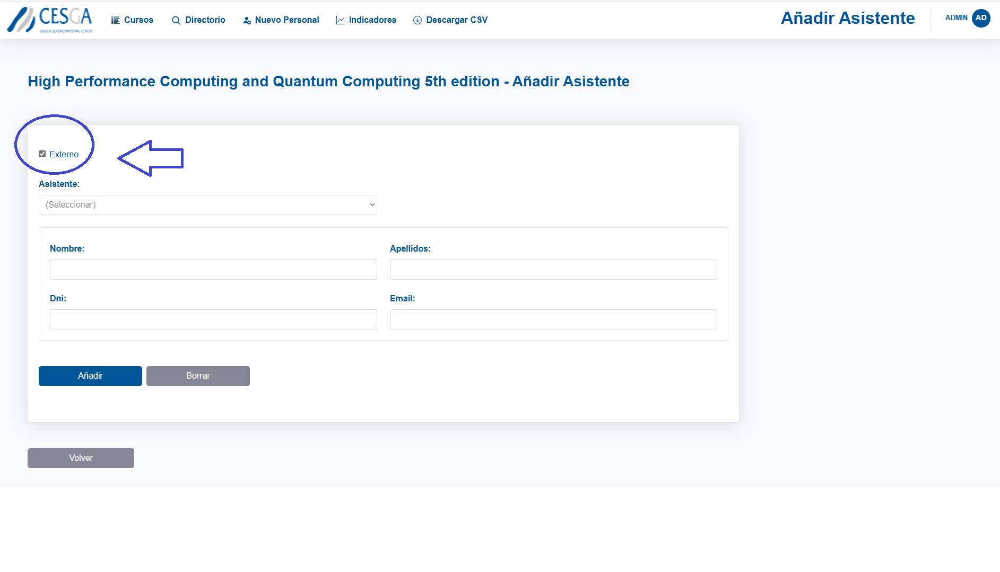 CESGA
GALICIA SUPERCOMPUTING CENTER
Cursos
Directorio
Nuevo Personal
Indicadores
Descargar CSV
Añadir Asistente
ADMIN
AD
High Performance Computing and Quantum Computing 5th edition - Añadir Asistente
Externo
Asistente:
(Seleccionar)
Nombre:
Apellidos:
Dni:
Email:
Añadir
Borrar
Volver